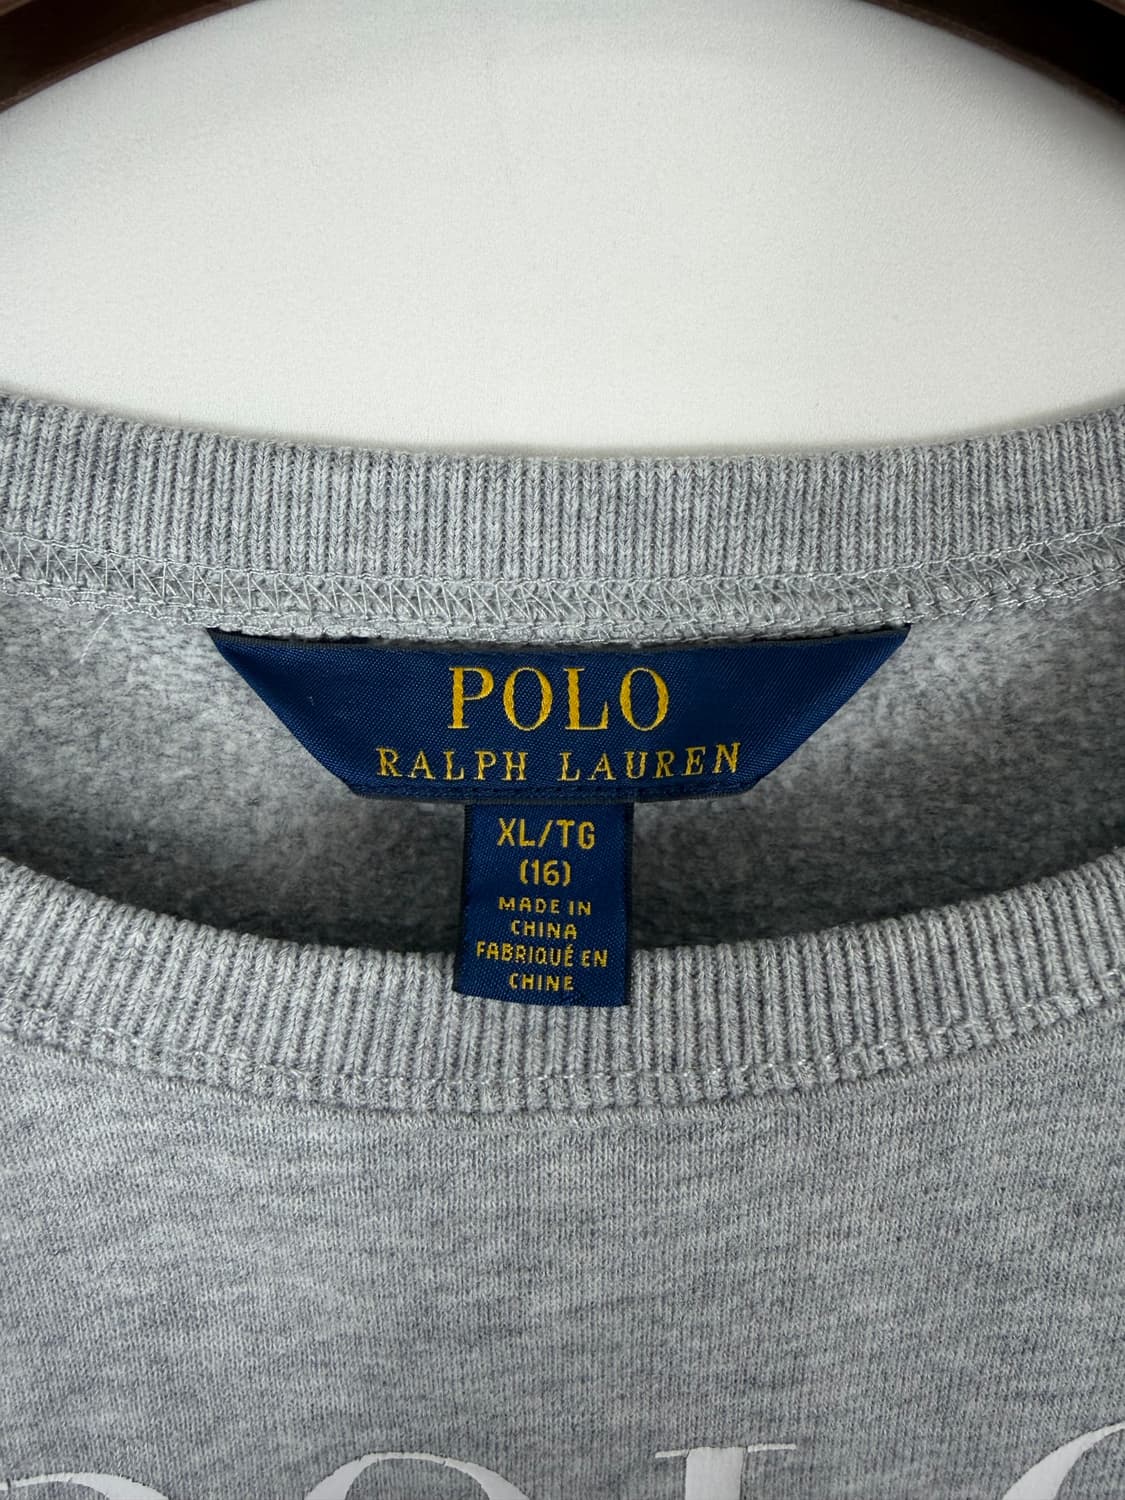 POLO
RALPH LAUREN
XL/TG
(16)
MADE IN
CHINA
FABRIQUÉ EN
CHINE